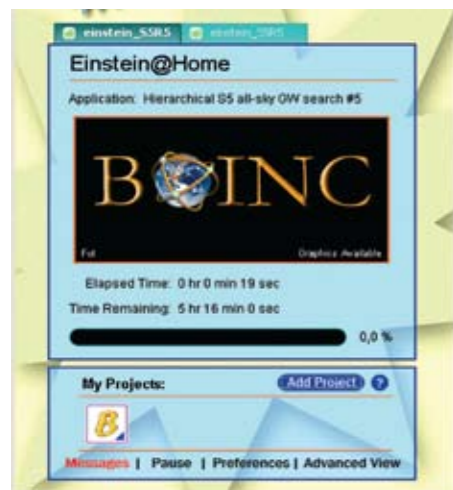 einstein_S5R5 einstein_S5R5
Einstein@Home
Application: Hierarchical S5 all-sky GW search #5
BOINC
Graphics Available
Elapsed Time: 0 hr 0 min 19 sec
Time Remaining: 5 hr 16 min 0 sec
0,0 %
My Projects: Add Project ?
B
Messages | Pause | Preferences | Advanced View